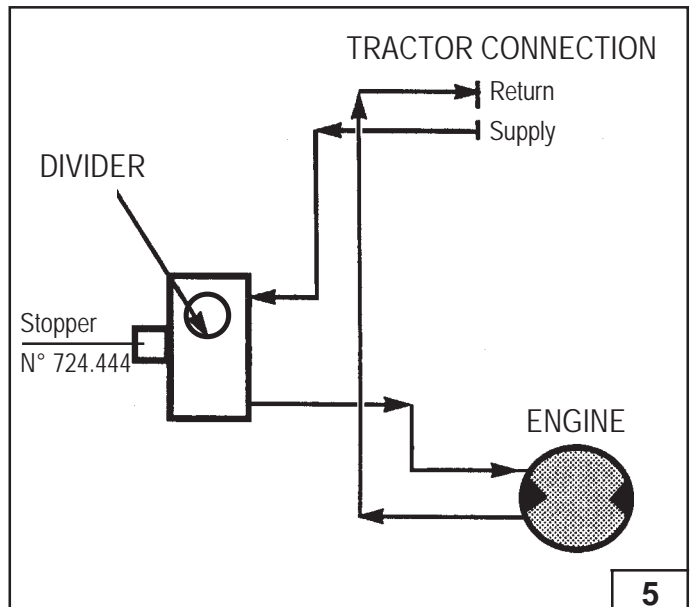 TRACTOR CONNECTION
Return
Supply
DIVIDER
Stopper
N° 724.444
ENGINE
5